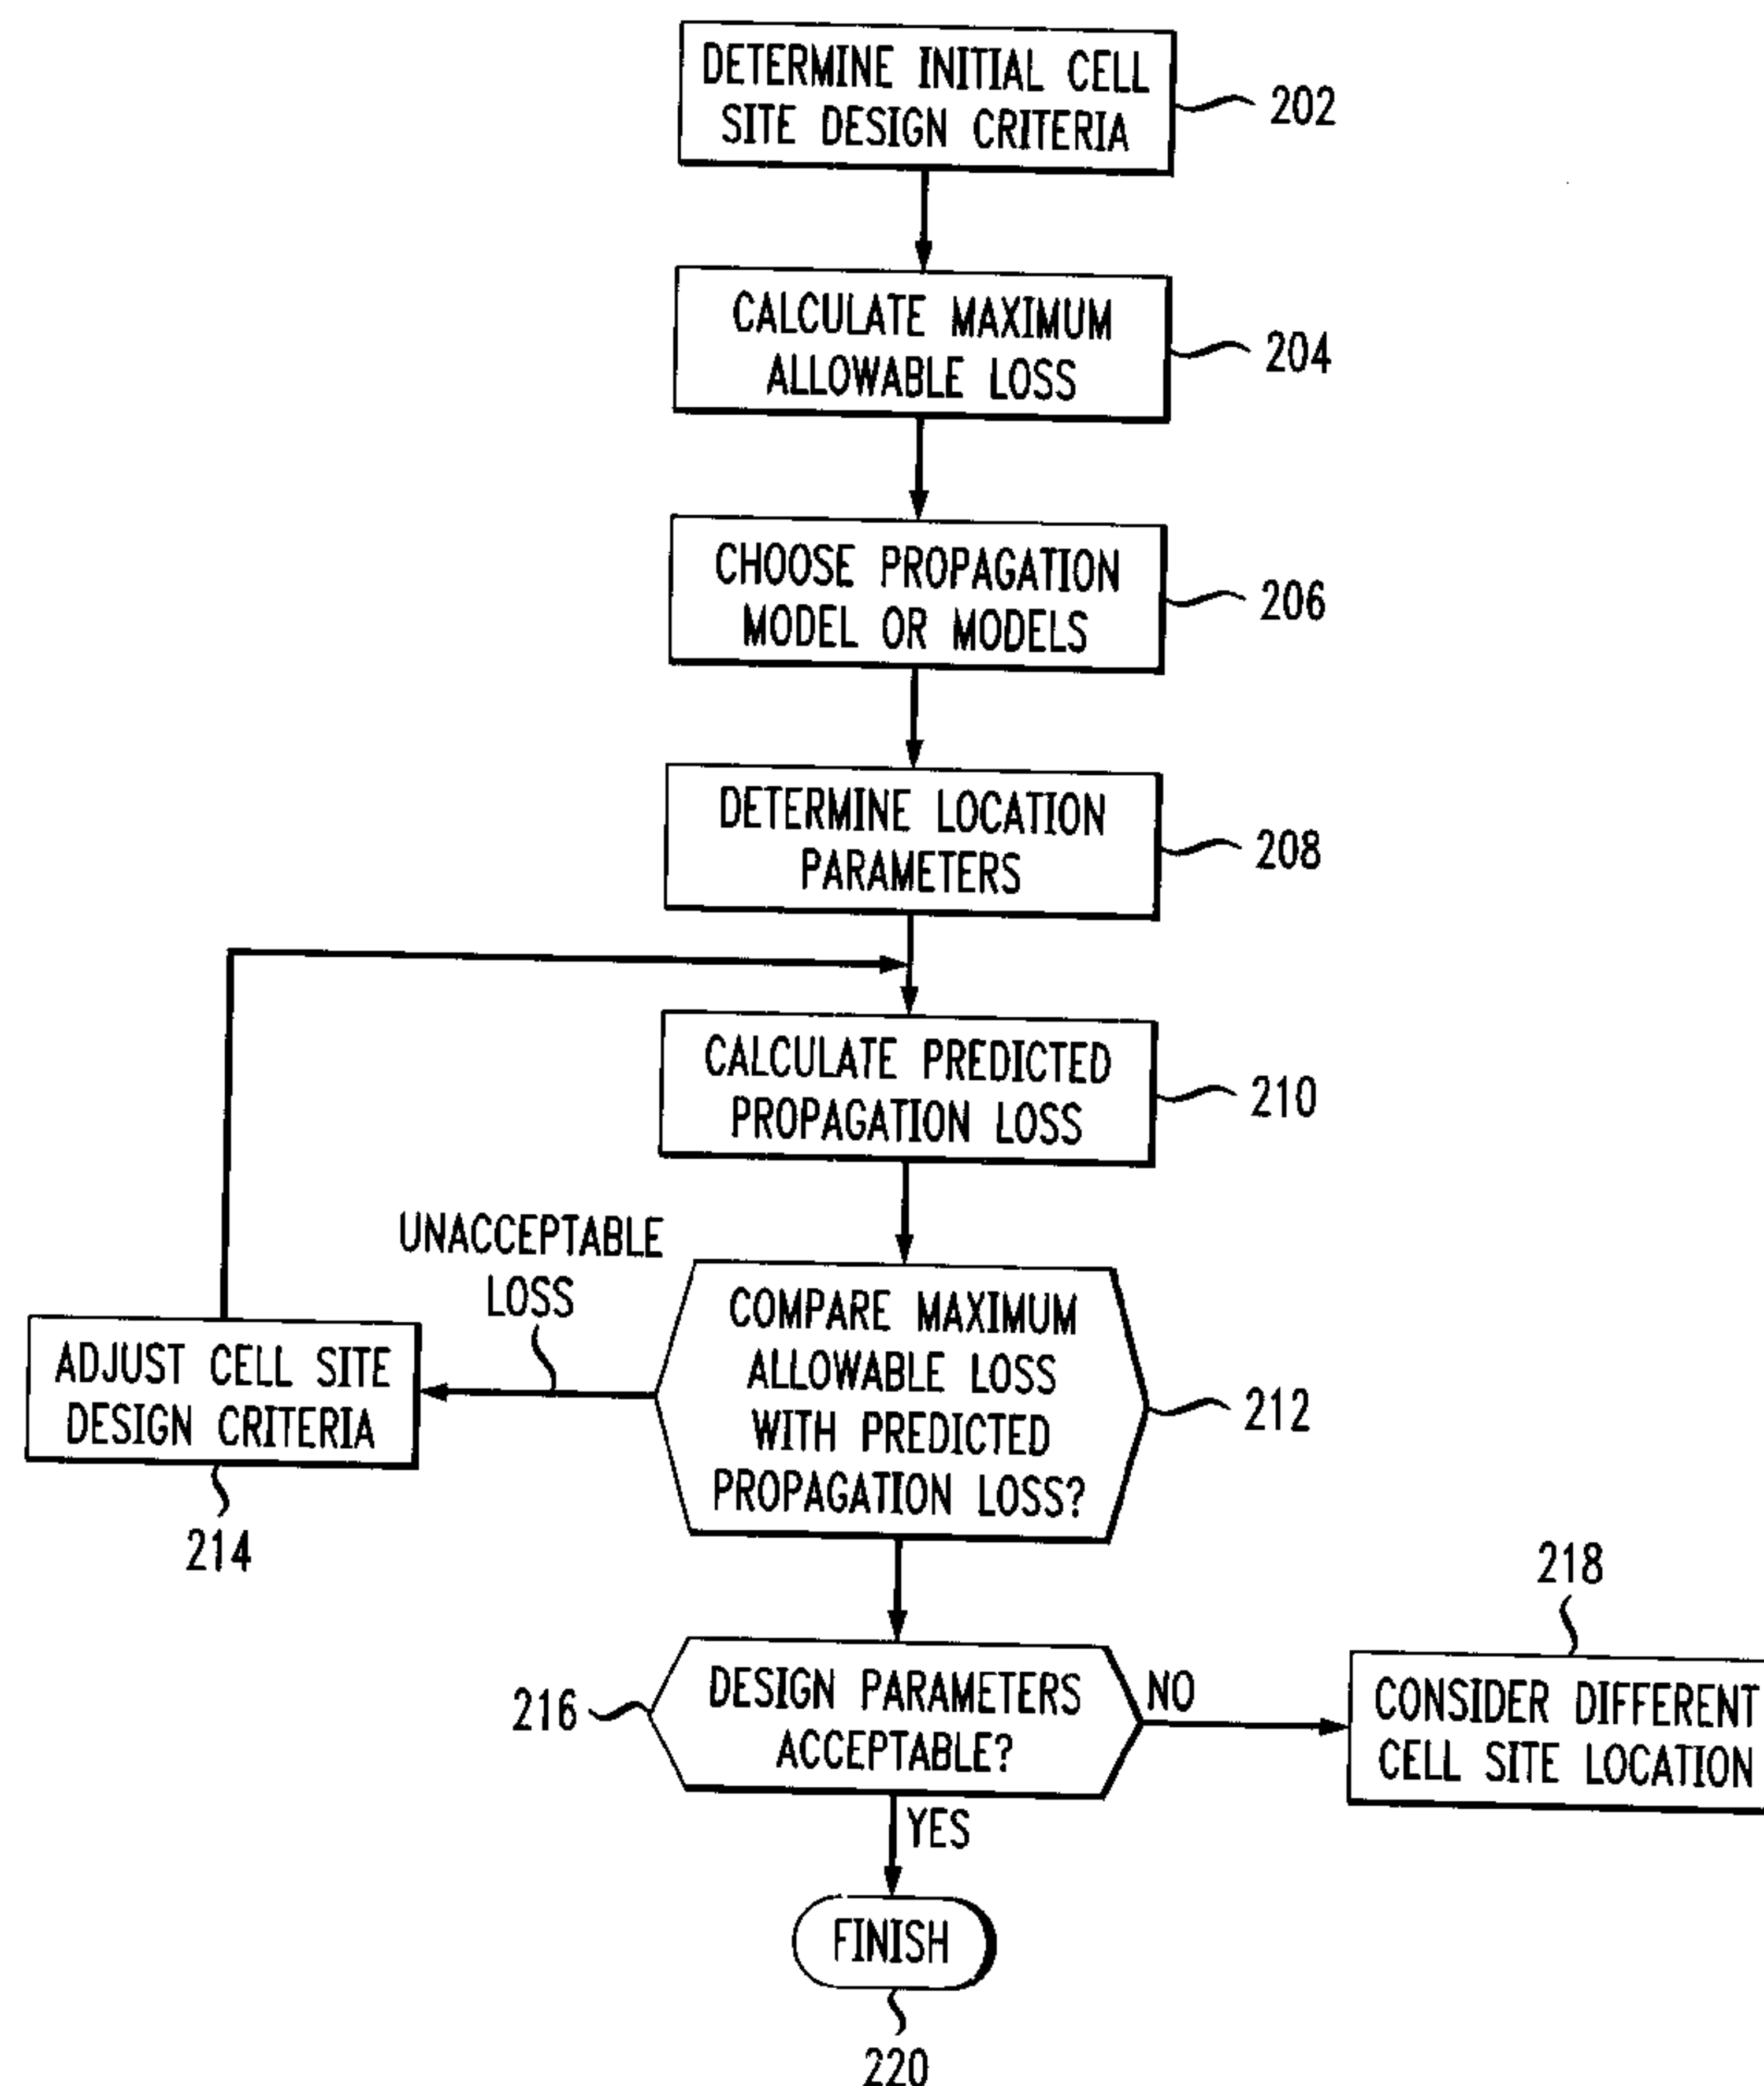 DETERMINE INITIAL CELL
SITE DESIGN CRITERIA
202
CALCULATE MAXIMUM
ALLOWABLE LOSS
204
CHOOSE PROPAGATION
MODEL OR MODELS
206
DETERMINE LOCATION
PARAMETERS
208
CALCULATE PREDICTED
PROPAGATION LOSS
210
UNACCEPTABLE
LOSS
COMPARE MAXIMUM
ALLOWABLE LOSS
WITH PREDICTED
PROPAGATION LOSS?
212
ADJUST CELL SITE
DESIGN CRITERIA
214
DESIGN PARAMETERS
ACCEPTABLE?
216
NO
218
CONSIDER DIFFERENT
CELL SITE LOCATION
YES
FINISH
220